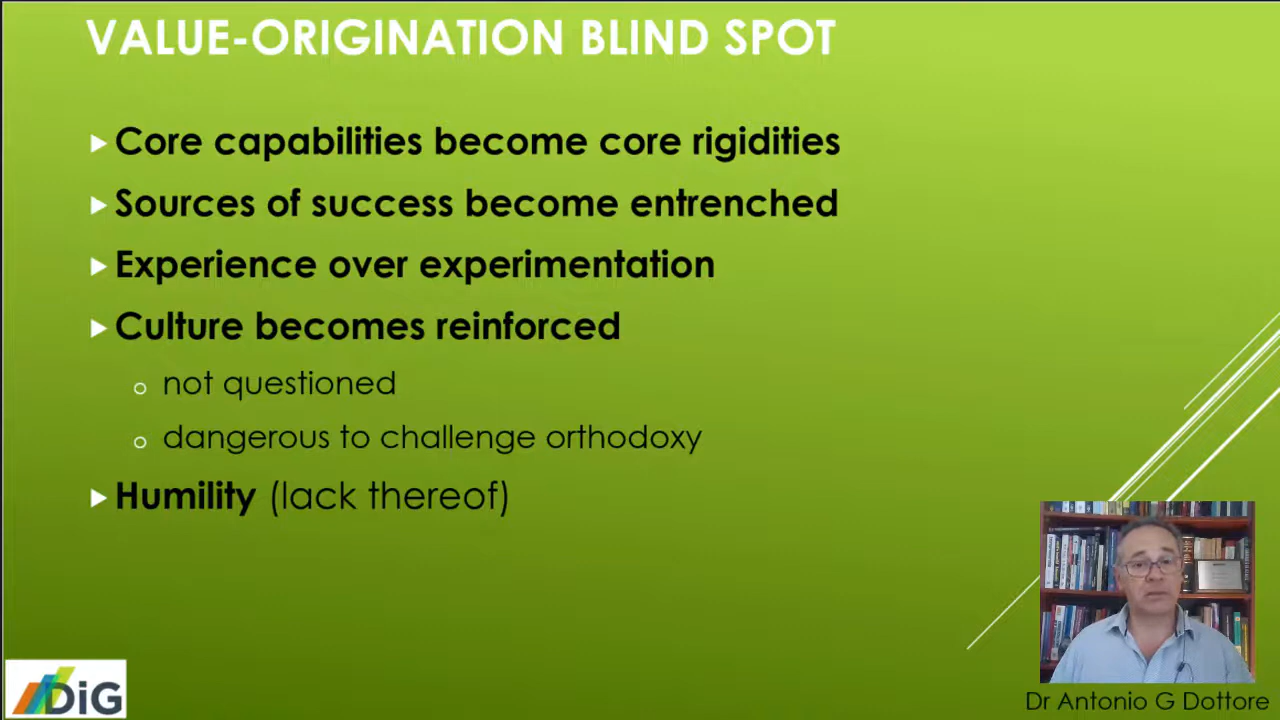 VALUE-ORIGINATION BLIND SPOT
Core capabilities become core rigidities
Sources of success become entrenched
Experience over experimentation
Culture becomes reinforced
not questioned
dangerous to challenge orthodoxy
Humility (lack thereof)
DiG
Dr Antonio G Dottore